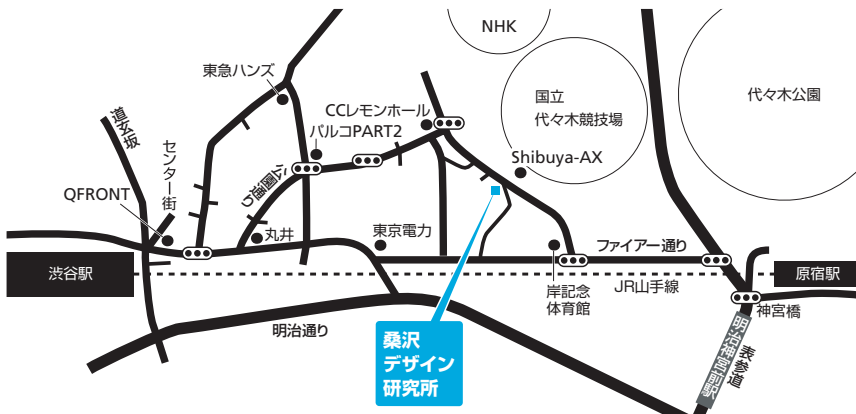 NHK
東急ハンズ
国立
代々木競技場
代々木公園
道玄坂
センター街
CCレモンホール
パルコPART2
Shibuya-AX
QFRONT
公園通り
丸井
東京電力
ファイアー通り
渋谷駅
原宿駅
岸記念
体育館
JR山手線
神宮橋
明治通り
桑沢
デザイン
研究所
明治神宮前駅
表参道